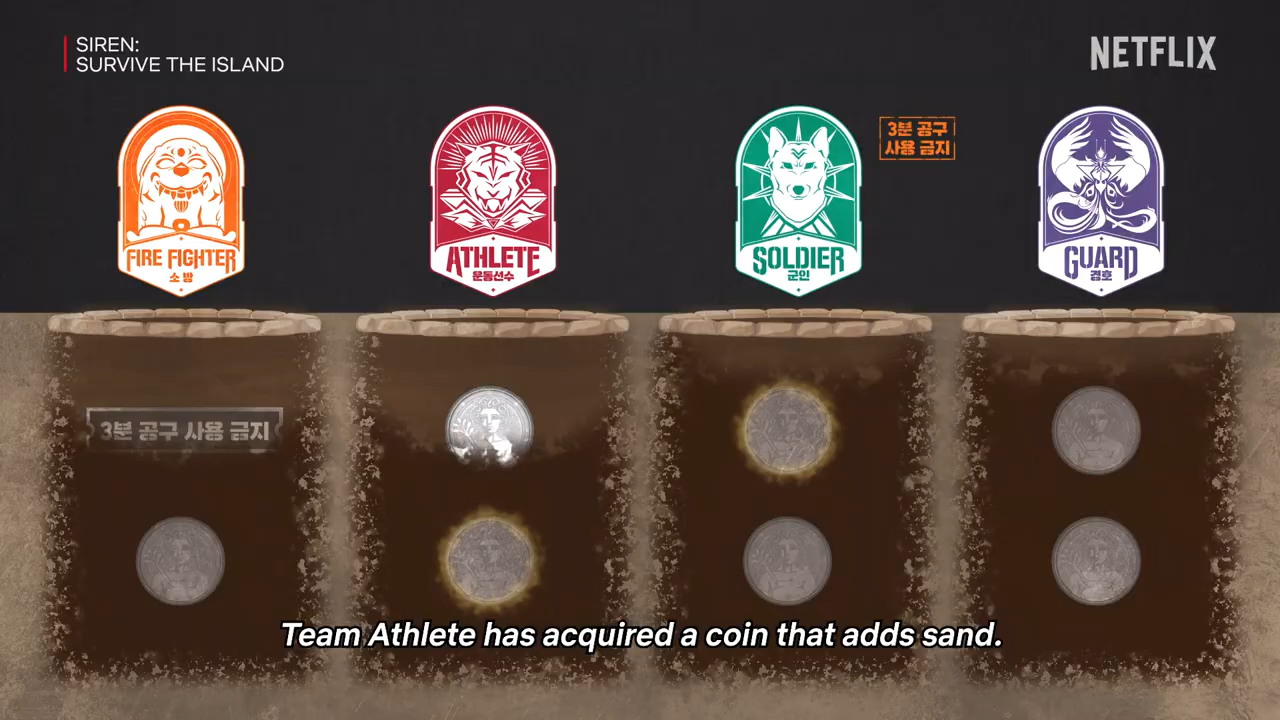 SIREN:
SURVIVE THE ISLAND
NETFLIX
FIRE FIGHTER
소방
ATHLETE
운동선수
SOLDIER
군인
3분 공구
사용 금지
GUARD
경호
3분 공구 사용 금지
Team Athlete has acquired a coin that adds sand.